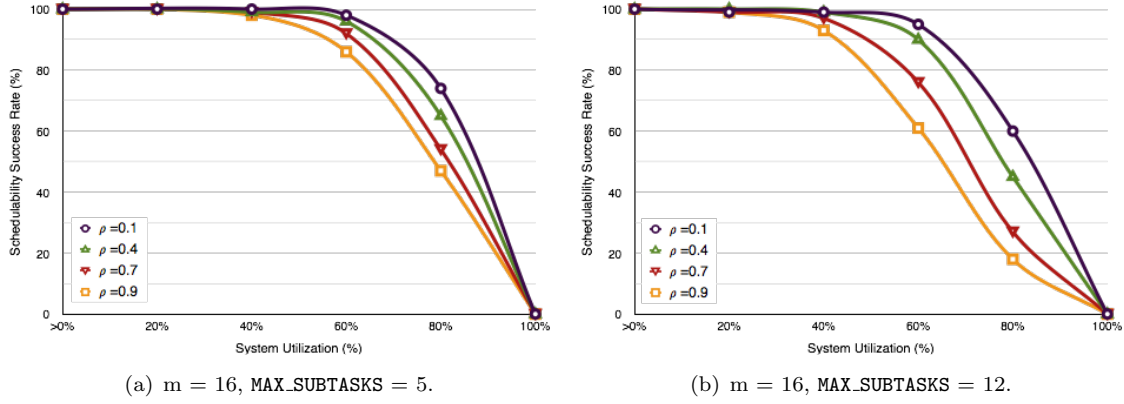 Schedulability Success Rate (%)
100
80
60
40
20
0
ρ =0.1
ρ =0.4
ρ =0.7
ρ =0.9
>0% 20% 40% 60% 80% 100%
System Utilization (%)
(a) m = 16, MAX_SUBTASKS = 5.
Schedulability Success Rate (%)
100
80
60
40
20
0
ρ =0.1
ρ =0.4
ρ =0.7
ρ =0.9
>0% 20% 40% 60% 80% 100%
System Utilization (%)
(b) m = 16, MAX_SUBTASKS = 12.